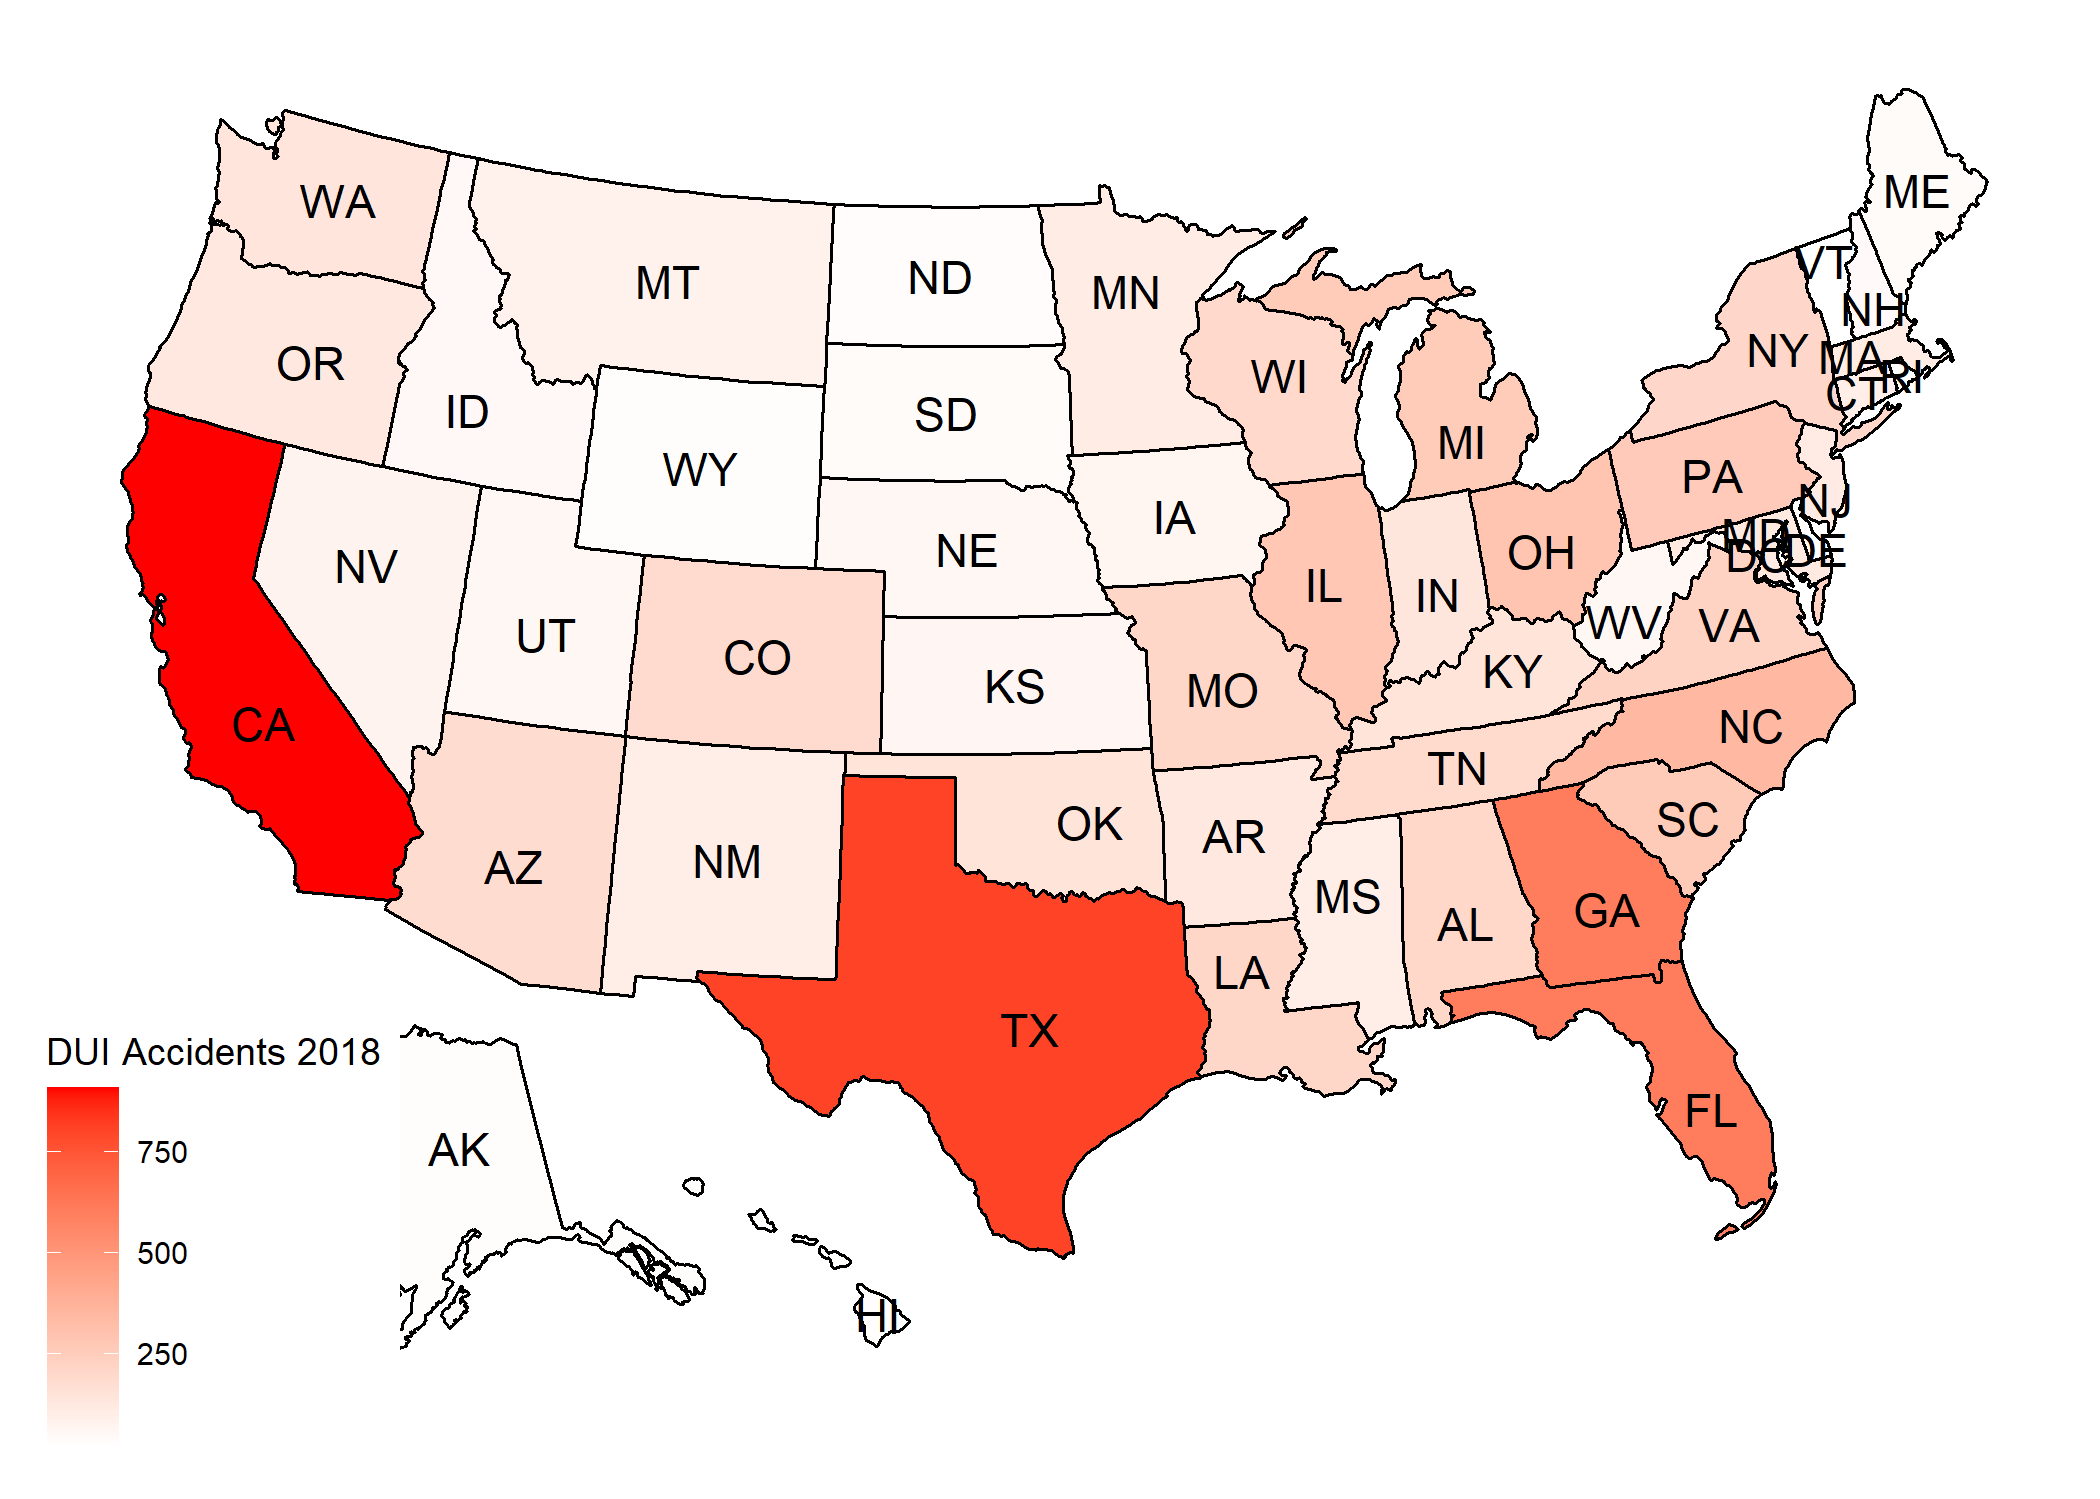 ME
WA
VT
MT
ND
MN
NH
NY
MA
OR
WI
RI
CT
ID
SD
MI
WY
PA
NJ
IA
MD
NE
OH
DC
DE
NV
IL
IN
WV
VA
UT
CO
KY
KS
MO
CA
NC
TN
SC
OK
AR
NM
AZ
MS
GA
AL
LA
TX
DUI Accidents 2018
FL
AK
750
500
HI
250